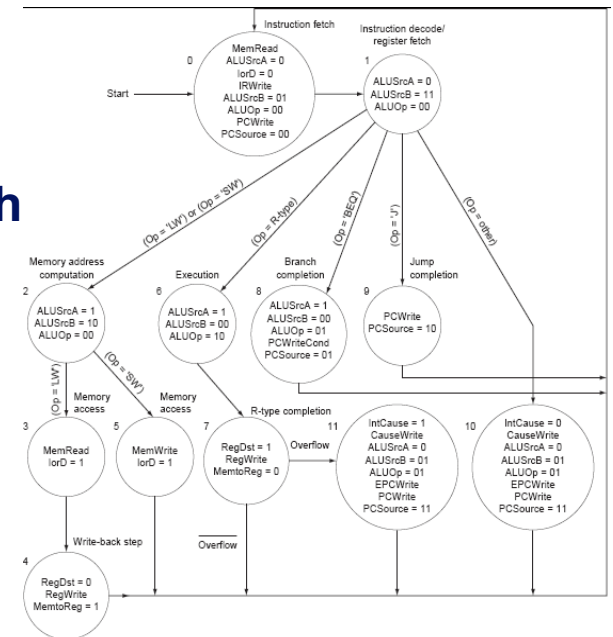 Instruction fetch
0
MemRead
ALUSrcA = 0
IorD = 0
IRWrite
ALUSrcB = 01
ALUOp = 00
PCWrite
PCSource = 00
Start
Instruction decode/
register fetch
1
ALUSrcA = 0
ALUSrcB = 11
ALUOp = 00
h
(Op = 'LW') or (Op = 'SW')
(Op = R-type)
(Op = 'BEQ')
(Op = 'J')
(Op = other)
Memory address
computation
2
ALUSrcA = 1
ALUSrcB = 10
ALUOp = 00
Execution
6
ALUSrcA = 1
ALUSrcB = 00
ALUOp = 10
Branch
completion
8
ALUSrcA = 1
ALUSrcB = 00
ALUOp = 01
PCWriteCond
PCSource = 01
Jump
completion
9
PCWrite
PCSource = 10
(Op = 'LW')
(Op = 'SW')
Memory
access
3
MemRead
IorD = 1
Memory
access
5
MemWrite
IorD = 1
R-type completion
7
RegDst = 1
RegWrite
MemtoReg = 0
Overflow
Overflow
11
IntCause = 1
CauseWrite
ALUSrcA = 0
ALUSrcB = 01
ALUOp = 01
EPCWrite
PCWrite
PCSource = 11
10
IntCause = 0
CauseWrite
ALUSrcA = 0
ALUSrcB = 01
ALUOp = 01
EPCWrite
PCWrite
PCSource = 11
Write-back step
4
RegDst = 0
RegWrite
MemtoReg = 1